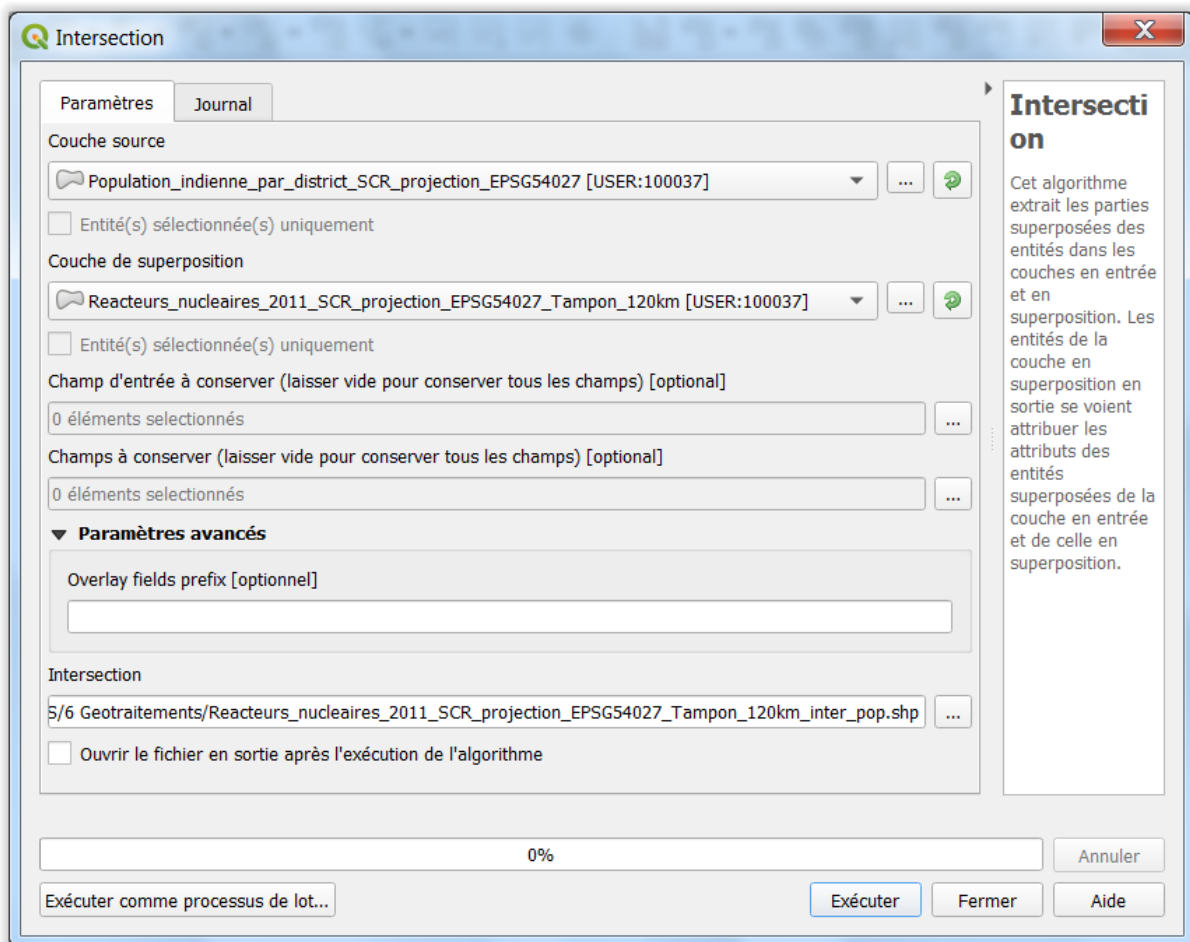 Intersection
X
Paramètres
Journal
Couche source
Population_indienne_par_district_SCR_projection_EPSG54027 [USER:100037]
...
Entité(s) sélectionnée(s) uniquement
Couche de superposition
Reacteurs_nucleaires_2011_SCR_projection_EPSG54027_Tampon_120km [USER:100037]
...
Entité(s) sélectionnée(s) uniquement
Champ d'entrée à conserver (laisser vide pour conserver tous les champs) [optional]
0 éléments selectionnés
...
Champs à conserver (laisser vide pour conserver tous les champs) [optional]
0 éléments selectionnés
...
Paramètres avancés
Overlay fields prefix [optionnel]
Intersection
S/6 Geotraitements/Reacteurs_nucleaires_2011_SCR_projection_EPSG54027_Tampon_120km_inter_pop.shp
...
Ouvrir le fichier en sortie après l'exécution de l'algorithme
Intersecti
on
Cet algorithme
extrait les parties
superposées des
entités dans les
couches en entrée
et en
superposition. Les
entités de la
couche en
superposition en
sortie se voient
attribuer les
attributs des
entités
superposées de la
couche en entrée
et de celle en
superposition.
0%
Annuler
Exécuter comme processus de lot...
Exécuter
Fermer
Aide